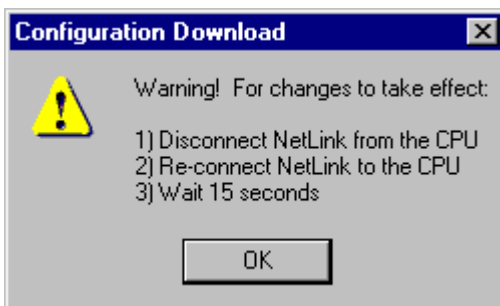 Configuration Download
Warning!  For changes to take effect:
1) Disconnect NetLink from the CPU
2) Re-connect NetLink to the CPU
3) Wait 15 seconds
OK